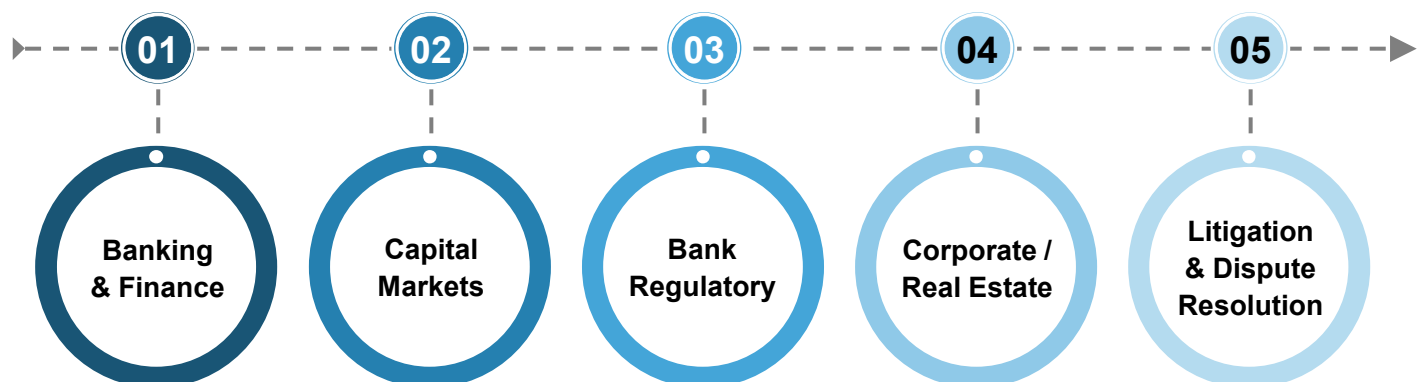 01
02
03
04
05
Banking
& Finance
Capital
Markets
Bank
Regulatory
Corporate /
Real Estate
Litigation
& Dispute
Resolution